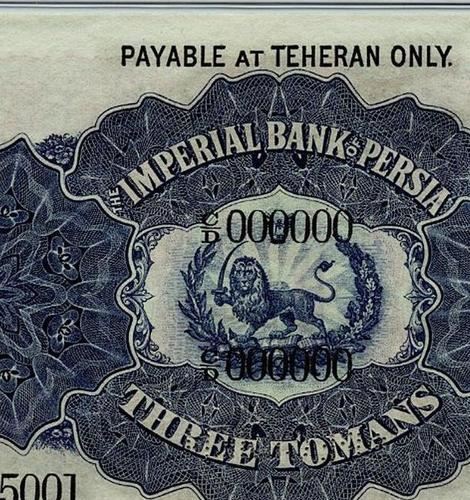 PAYABLE AT TEHERAN ONLY.
THE IMPERIAL BANK OF PERSIA
C/D 000000
C/D 000000
THREE TOMANS
5001